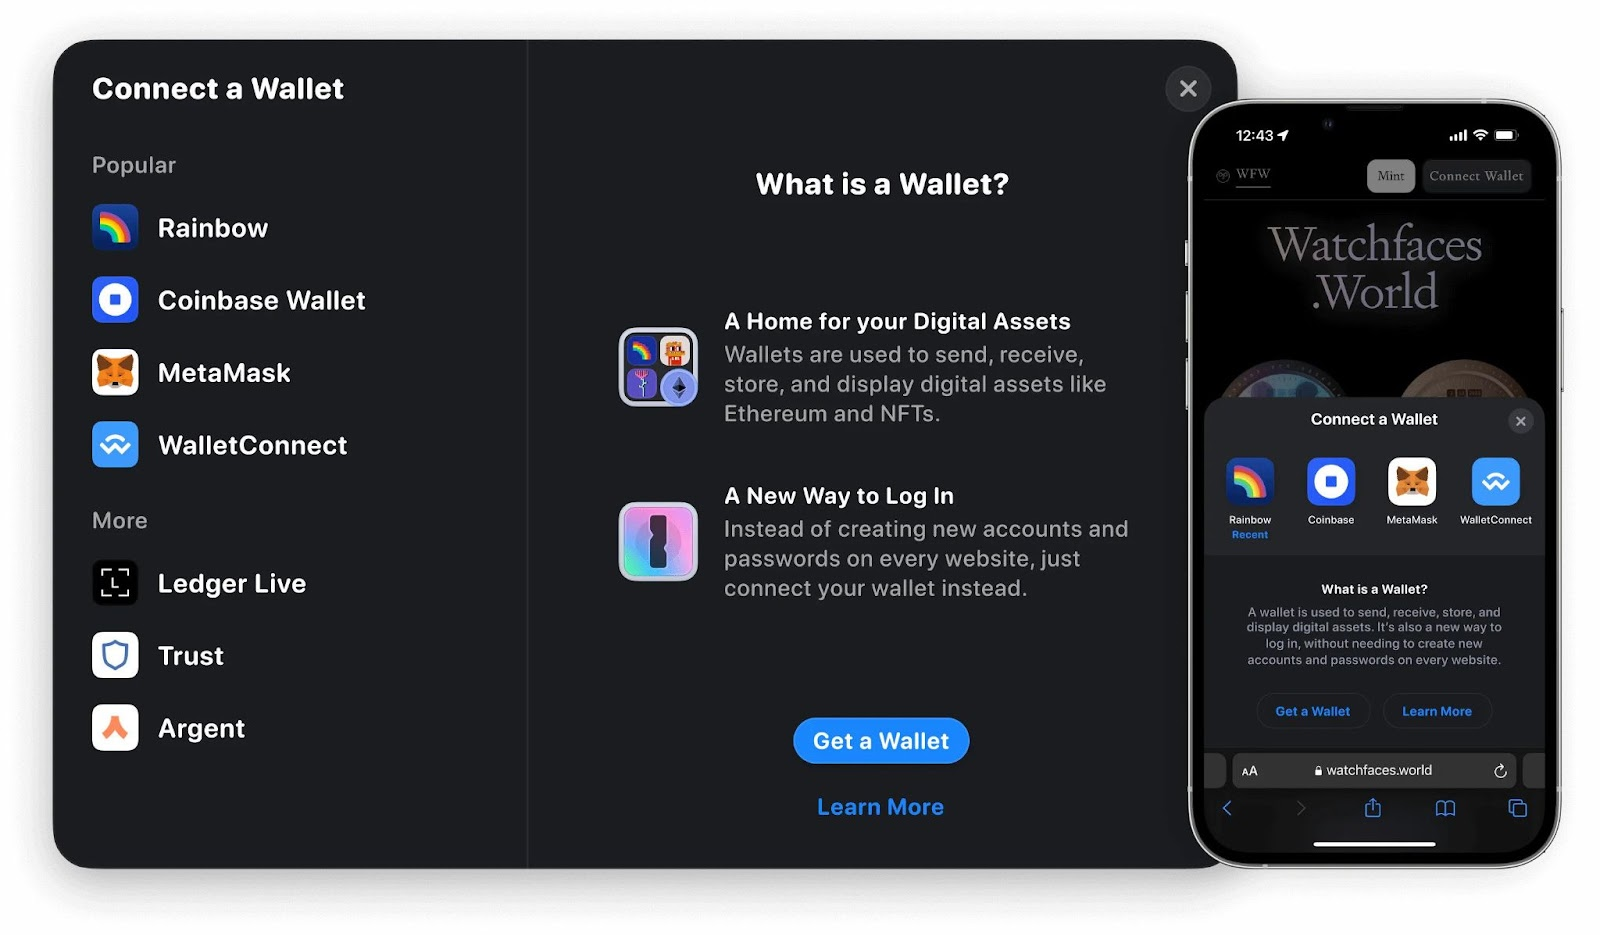 Connect a Wallet
Popular
Rainbow
Coinbase Wallet
MetaMask
WalletConnect
More
Ledger Live
Trust
Argent
What is a Wallet?
A Home for your Digital Assets
Wallets are used to send, receive,
store, and display digital assets like
Ethereum and NFTs.
A New Way to Log In
Instead of creating new accounts and
passwords on every website, just
connect your wallet instead.
Get a Wallet
Learn More
12:43
WFW
Mint
Connect Wallet
Watchfaces
.World
Connect a Wallet
Rainbow
Recent
Coinbase
MetaMask
WalletConnect
What is a Wallet?
A wallet is used to send, receive, store, and
display digital assets. It's also a new way to
log in, without needing to create new
accounts and passwords on every website.
Get a Wallet
Learn More
AA
watchfaces.world